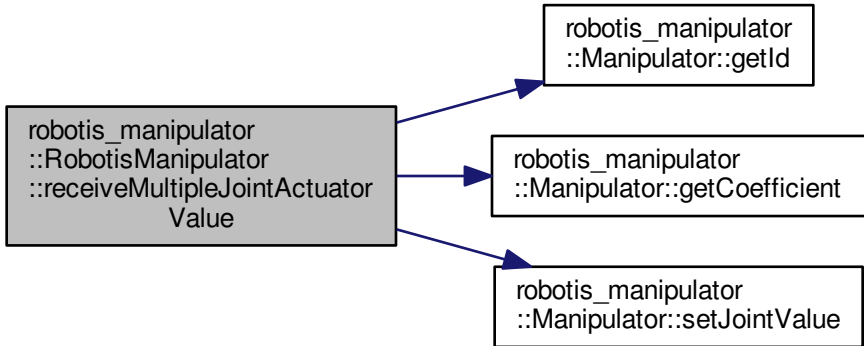 robotis_manipulator
::RobotisManipulator
::receiveMultipleJointActuator
Value
robotis_manipulator
::Manipulator::getId
robotis_manipulator
::Manipulator::getCoefficient
robotis_manipulator
::Manipulator::setJointValue